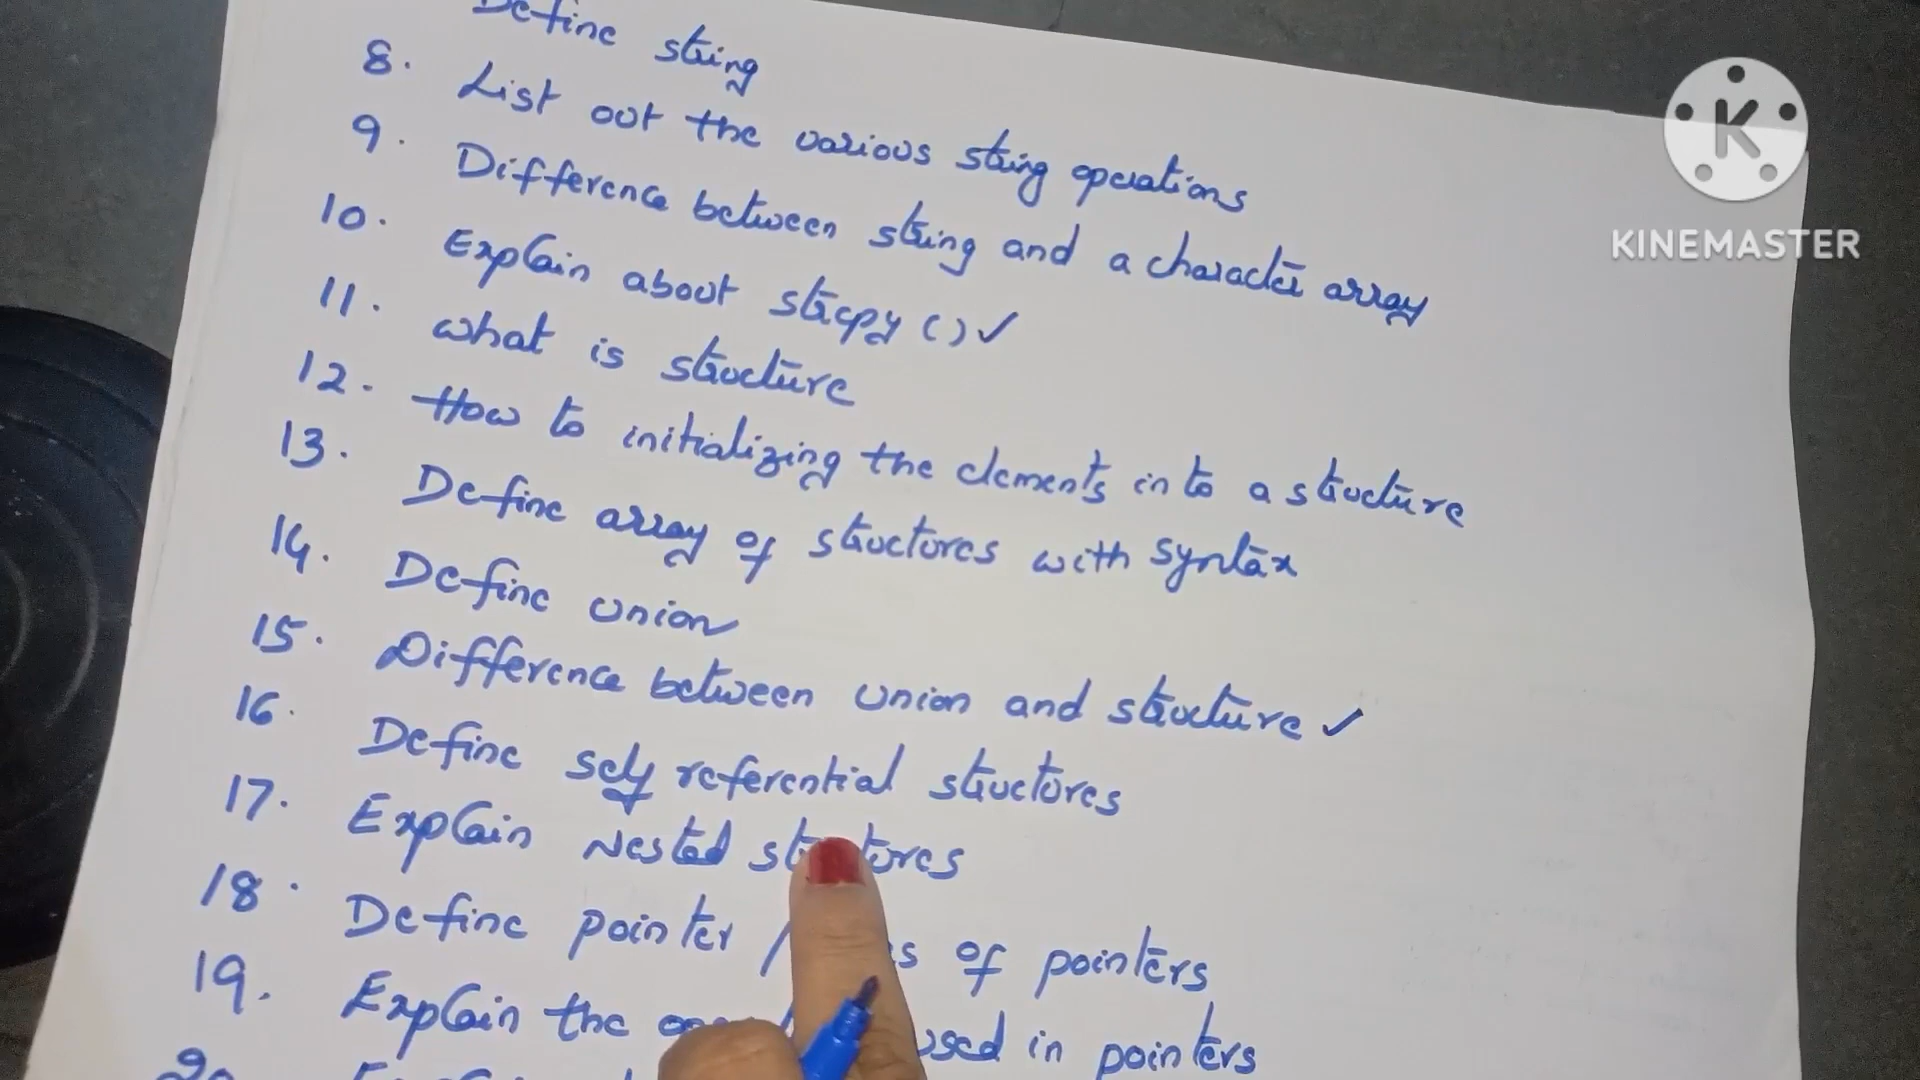 Define string
8. List out the various string operations
9. Difference between string and a character array
10. Explain about strcpy () ✓
11. what is structure
12. How to initializing the elements into a structure
13. Define array of structures with syntax
14. Define union
15. Difference between union and structure ✓
16. Define self referential structures
17. Explain Nested structures
18. Define pointer / of pointers
19. Explain the used in pointers
20
KINEMASTER